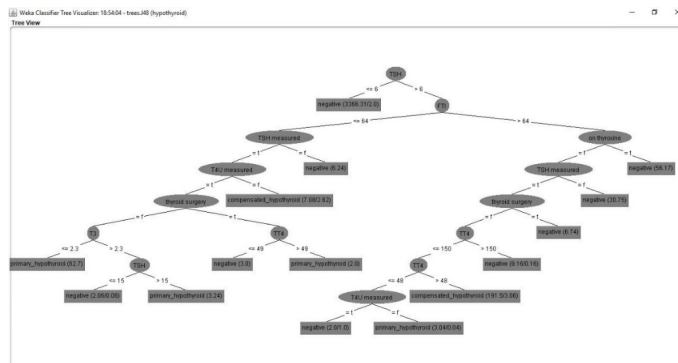 Weka Classifier Tree Visualizer: 18:54:04 - trees.J48 (hypothyroid)
Tree View
TSH
<= 6 > 6
negative (3366.31/2.0) FTI
<= 64 > 64
TSH measured on thyroxine
= t = f = f = t
T4U measured negative (6.24) TSH measured negative (56.17)
= t = f = t = f
thyroid surgery compensated_hypothyroid (7.08/2.82) thyroid surgery negative (30.75)
= f = t = f = t
T3 TT4 TT4 negative (6.74)
<= 2.3 > 2.3 <= 49 > 49 <= 150 > 150
primary_hypothyroid (82.7) TSH negative (3.0) primary_hypothyroid (2.0) TT4 negative (8.16/0.16)
<= 15 > 15 <= 48 > 48
negative (2.06/0.06) primary_hypothyroid (3.24) T4U measured compensated_hypothyroid (191.5/3.06)
= t = f
negative (2.0/1.0) primary_hypothyroid (3.04/0.04)